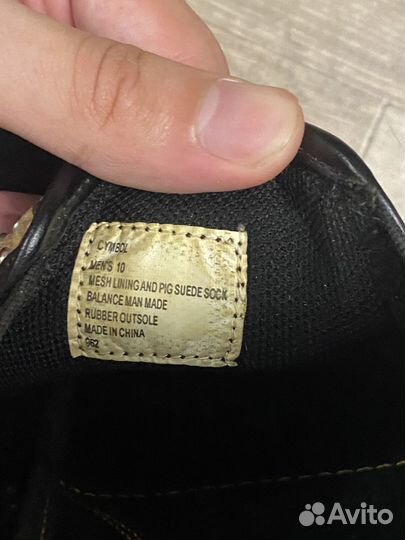 CYMBOL
MEN'S 10
MESH LINING AND PIG SUEDE SOCK
BALANCE MAN MADE
RUBBER OUTSOLE
MADE IN CHINA
962
Avito